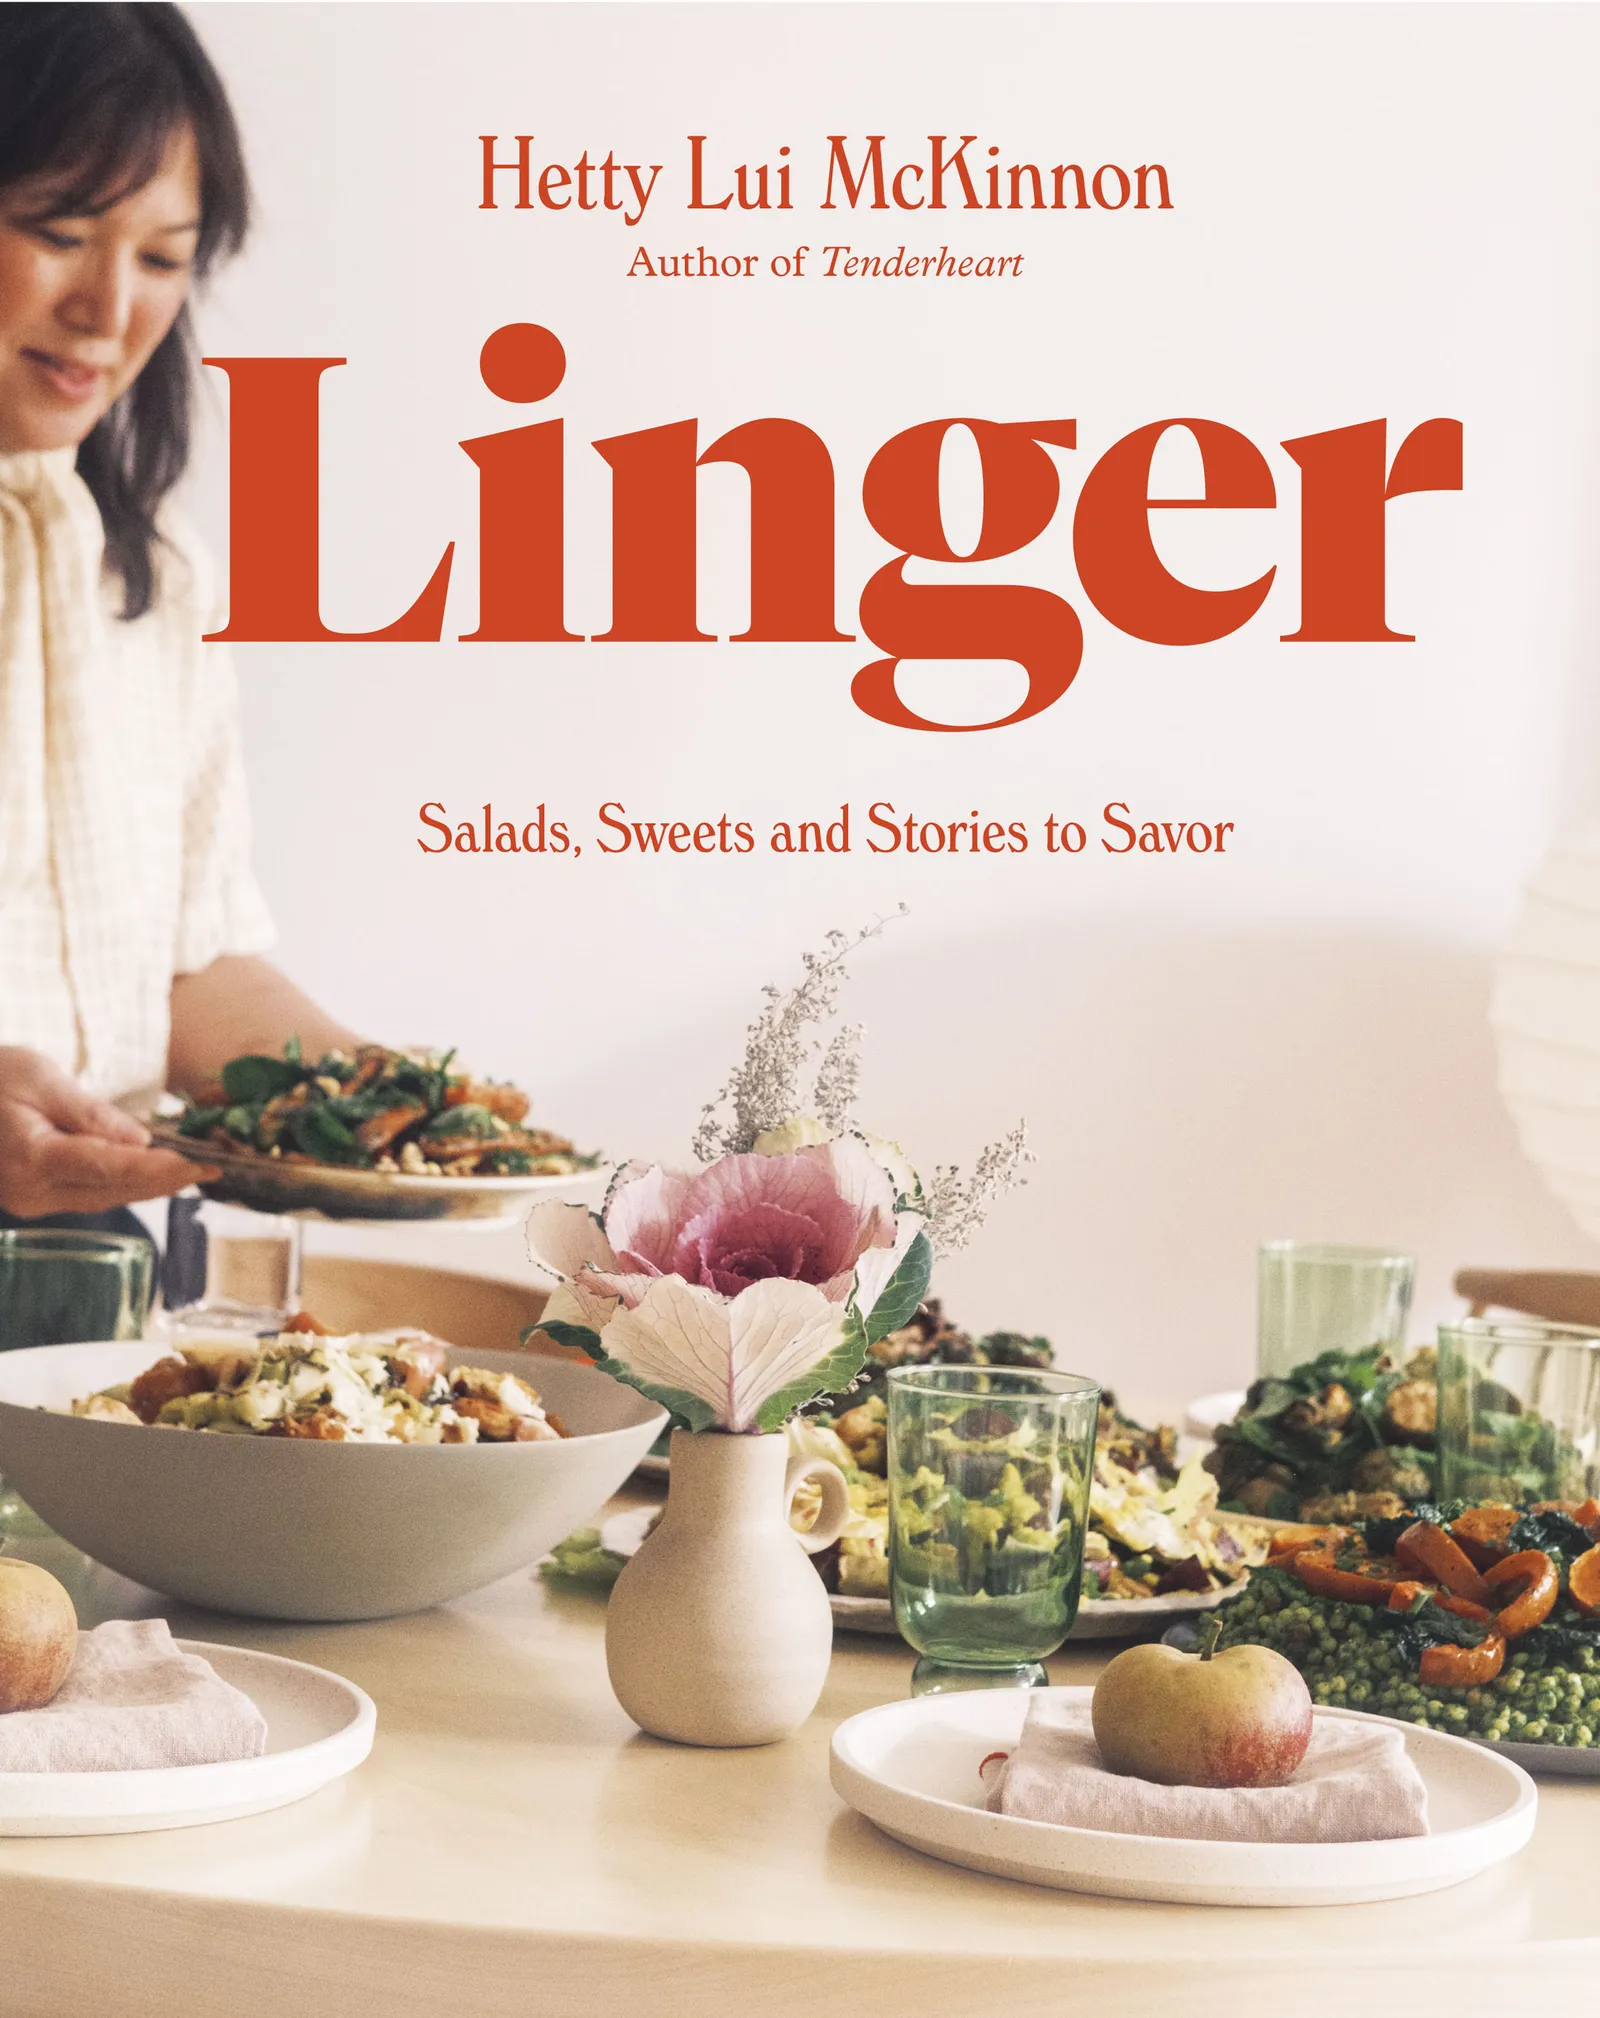 Hetty Lui McKinnon
Author of Tenderheart
Linger
Salads, Sweets and Stories to Savor